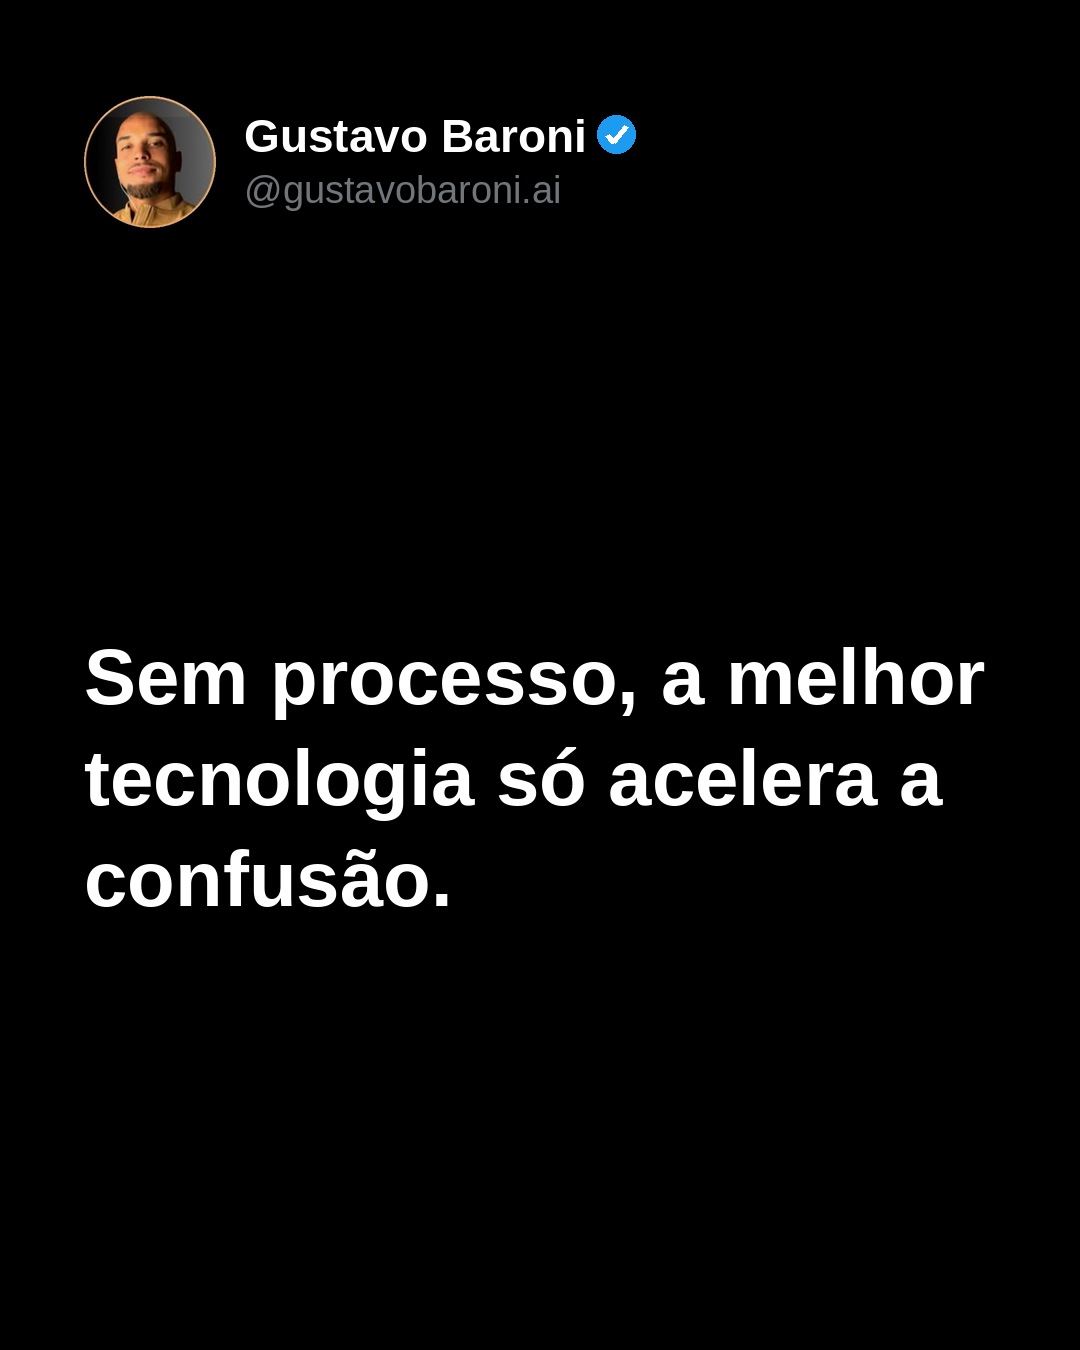 Gustavo Baroni
@gustavobaroni.ai
Sem processo, a melhor
tecnologia só acelera a
confusão.